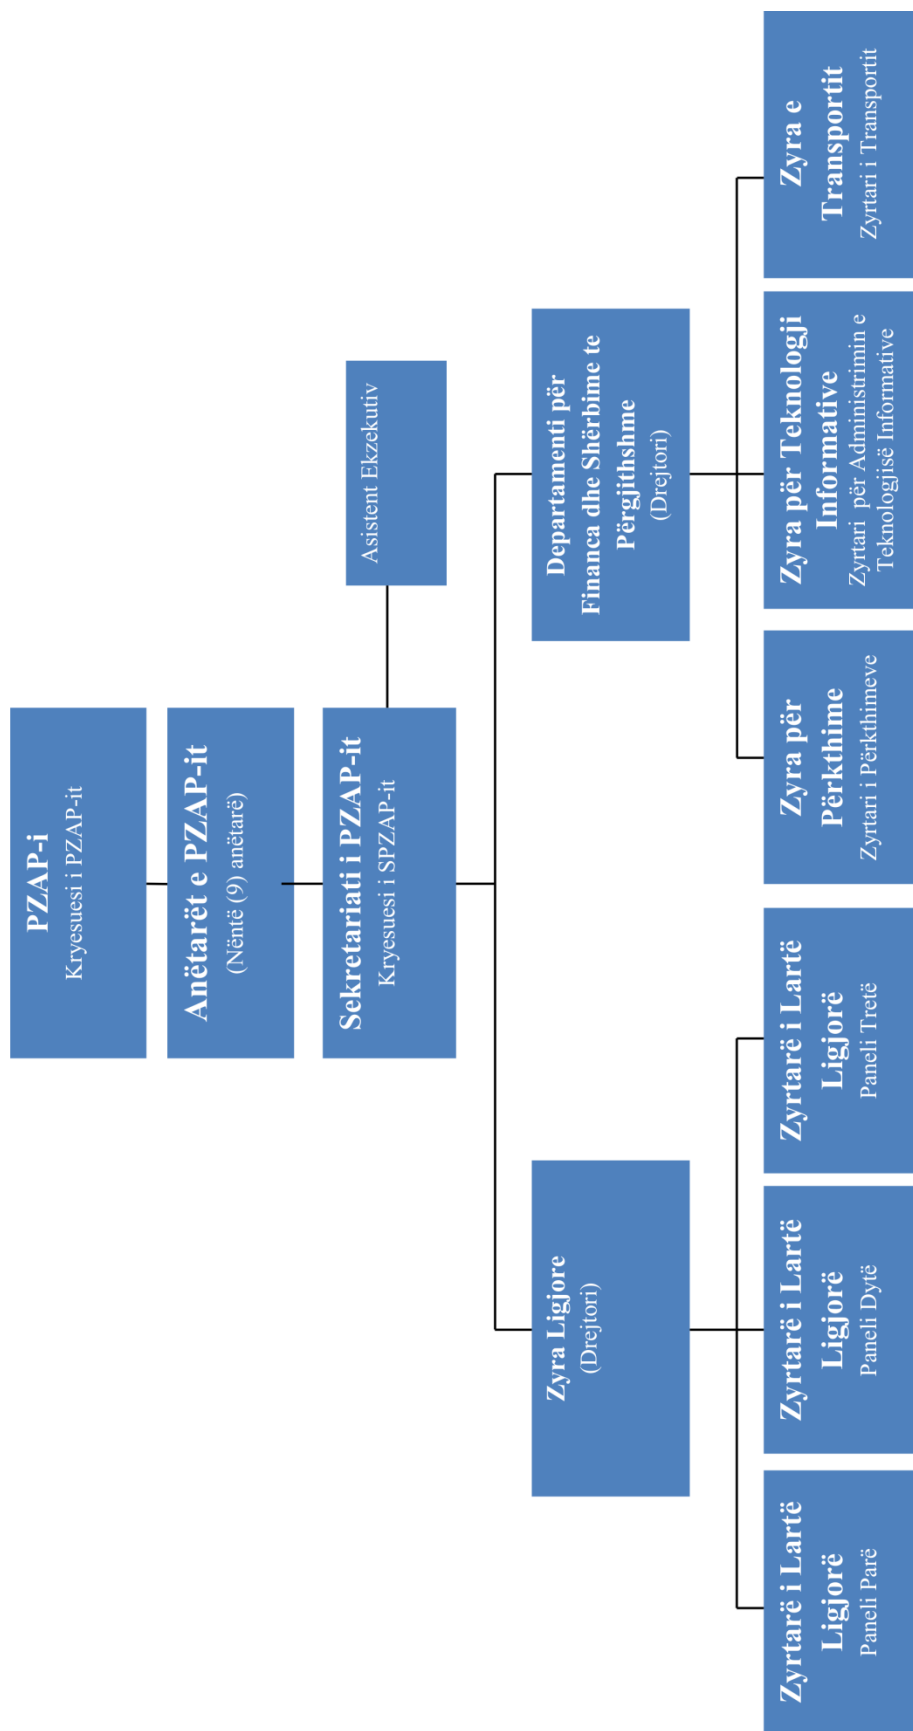 PZAP-i
Kryesuesi i PZAP-it
Anëtarët e PZAP-it
(Nëntë (9) anëtarë)
Sekretariati i PZAP-it
Kryesuesi i SPZAP-it
Asistent Ekzekutiv
Zyra Ligjore
(Drejtori)
Departamenti për
Financa dhe Shërbime te
Përgjithshme
(Drejtori)
Zyrtarë i Lartë
Ligjorë
Paneli Parë
Zyrtarë i Lartë
Ligjorë
Paneli Dytë
Zyrtarë i Lartë
Ligjorë
Paneli Tretë
Zyra për
Përkthime
Zyrtari i Përkthimeve
Zyra për Teknologji
Informative
Zyrtari për Administrimin e
Teknologjisë Informative
Zyra e
Transportit
Zyrtari i Transportit